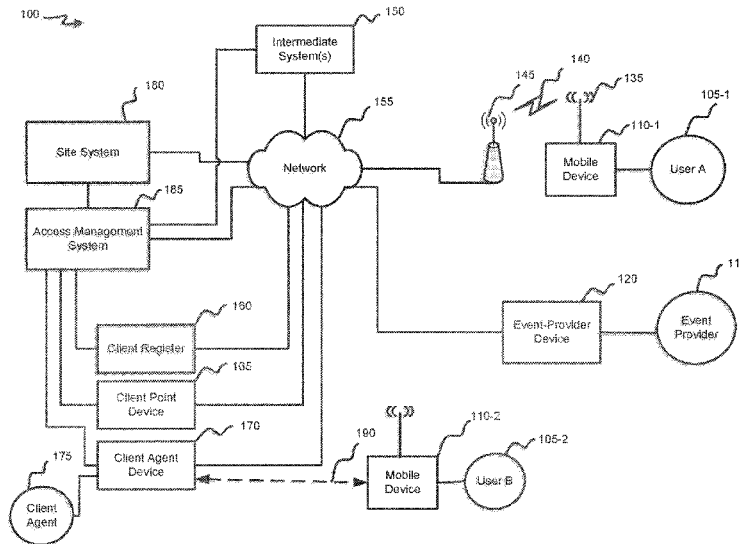 100
150
Intermediate
System(s)
145
140
135
180
155
110-1
105-1
Site System
Network
Mobile
Device
User A
185
Access Management
System
160
120
11
Client Register
Event-Provider
Device
Event
Provider
165
Client Point
Device
170
110-2
105-2
175
Client Agent
Device
190
Mobile
Device
User B
Client
Agent